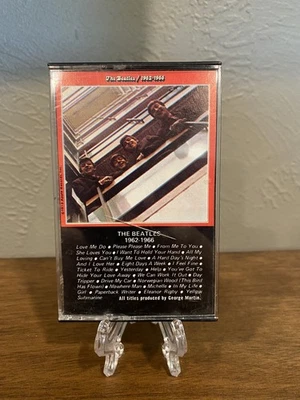 The Beatles / 1962-1966
THE BEATLES
1962-1966
Love Me Do ● Please Please Me ● From Me To You ●
She Loves You ● I Want To Hold Your Hand ● All My
Loving ● Can't Buy Me Love ● A Hard Day's Night ●
And I Love Her ● Eight Days A Week ● I Feel Fine ●
Ticket To Ride ● Yesterday ● Help ● You've Got To
Hide Your Love Away ● We Can Work It Out ● Day
Tripper ● Drive My Car ● Norwegian Wood (This Bird
Has Flown) ● Nowhere Man ● Michelle ● In My Life ●
Girl ● Paperback Writer ● Eleanor Rigby ● Yellow
Submarine
All titles produced by George Martin.